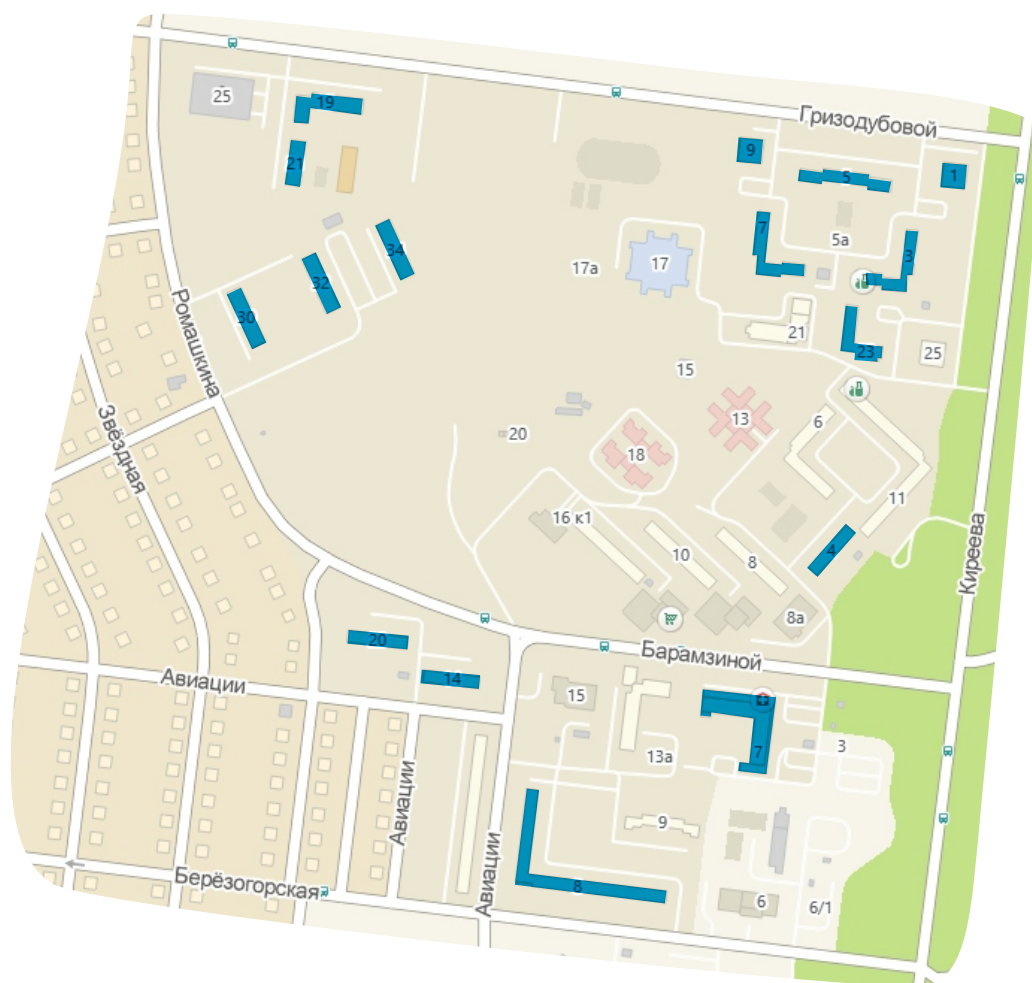 25
19
Гризодубовой
9
21
5
1
7
34
5а
3
17а
17
32
11
30
21
Ромашкина
23
25
15
13
6
Звёздная
20
18
11
16 к1
10
8
4
Киреева
8а
20
Барамзиной
14
Авиации
15
7
3
13а
Авиации
9
8
Берёзогорская
Авиации
6
6/1